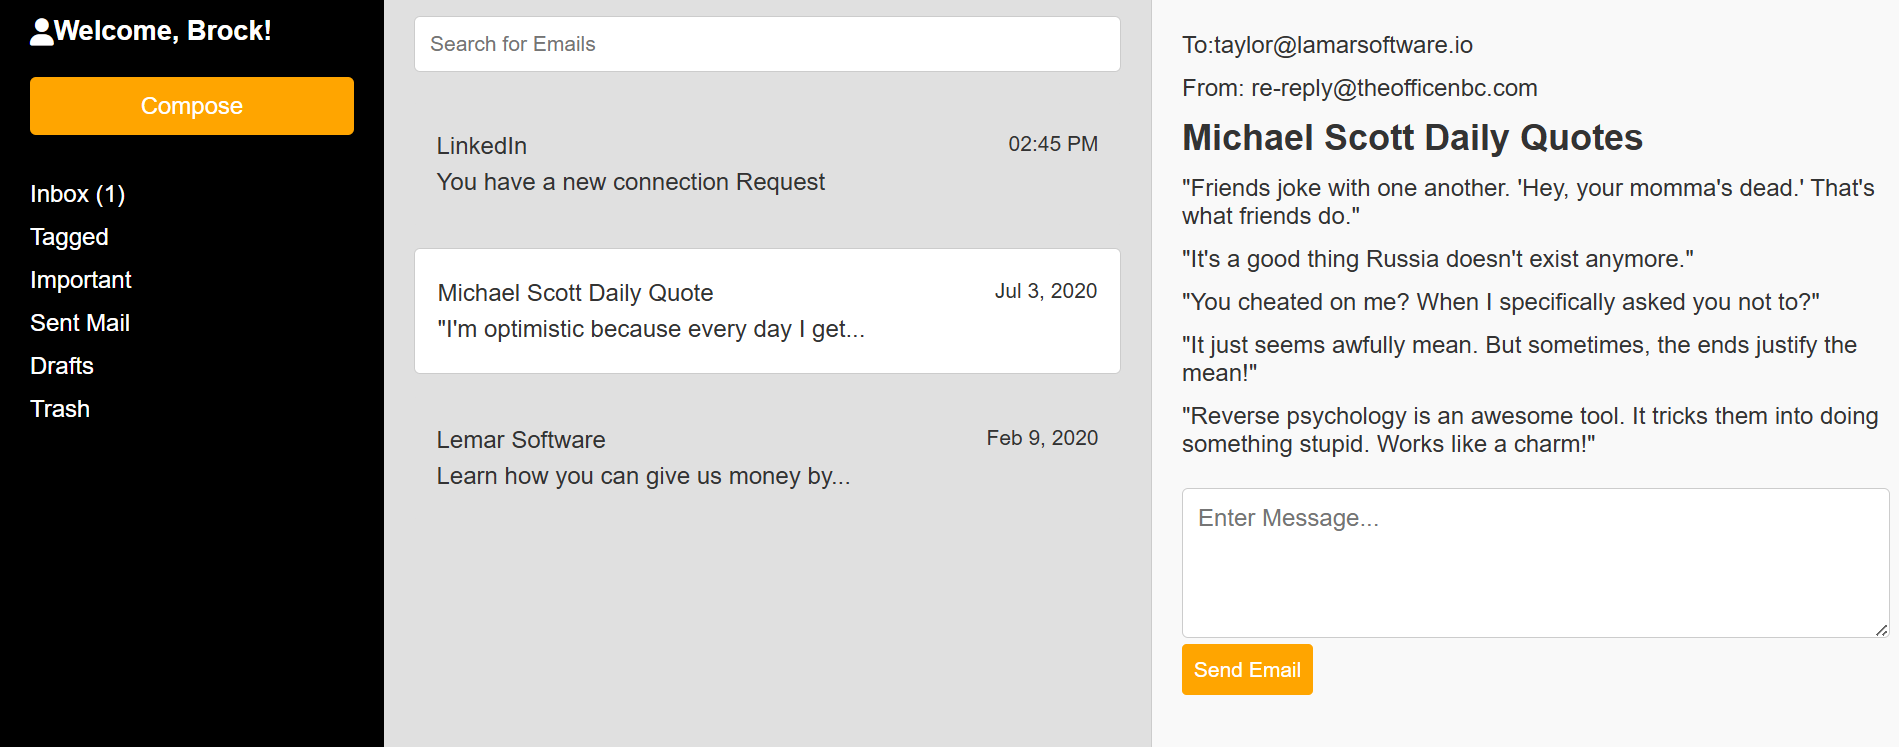 Welcome, Brock!
Compose
Inbox (1)
Tagged
Important
Sent Mail
Drafts
Trash
Search for Emails
LinkedIn
02:45 PM
You have a new connection Request
Michael Scott Daily Quote
Jul 3, 2020
"I'm optimistic because every day I get...
Lemar Software
Feb 9, 2020
Learn how you can give us money by...
To:taylor@lamarsoftware.io
From: re-reply@theofficenbc.com
Michael Scott Daily Quotes
"Friends joke with one another. 'Hey, your momma's dead.' That's
what friends do."
"It's a good thing Russia doesn't exist anymore."
"You cheated on me? When I specifically asked you not to?"
"It just seems awfully mean. But sometimes, the ends justify the
mean!"
"Reverse psychology is an awesome tool. It tricks them into doing
something stupid. Works like a charm!"
Enter Message...
Send Email